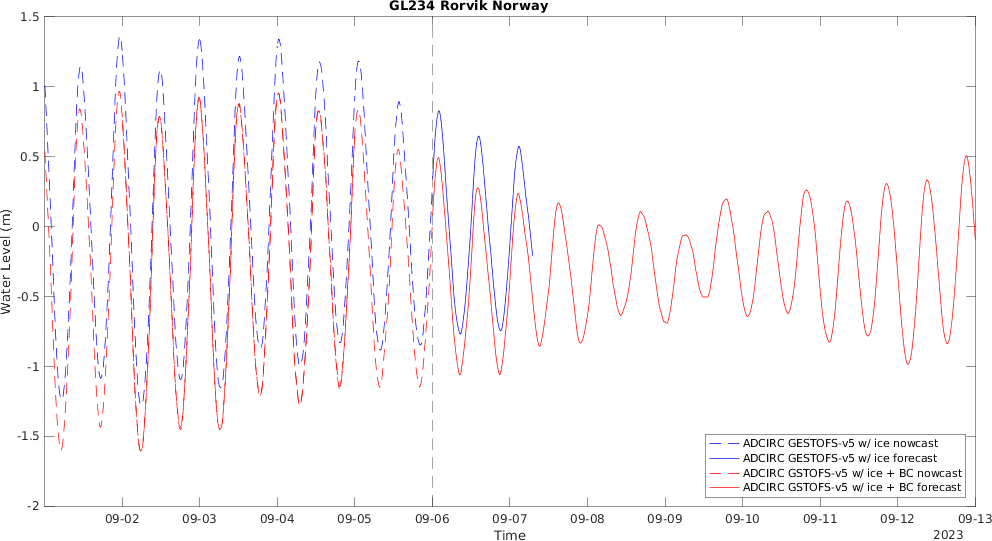 GL234 Rorvik Norway
1.5
1
0.5
0
-0.5
-1
-1.5
-2
Water Level (m)
09-02 09-03 09-04 09-05 09-06 09-07 09-08 09-09 09-10 09-11 09-12 09-13
Time
2023
ADCIRC GESTOFS-v5 w/ ice nowcast
ADCIRC GESTOFS-v5 w/ ice forecast
ADCIRC GSTOFS-v5 w/ ice + BC nowcast
ADCIRC GSTOFS-v5 w/ ice + BC forecast